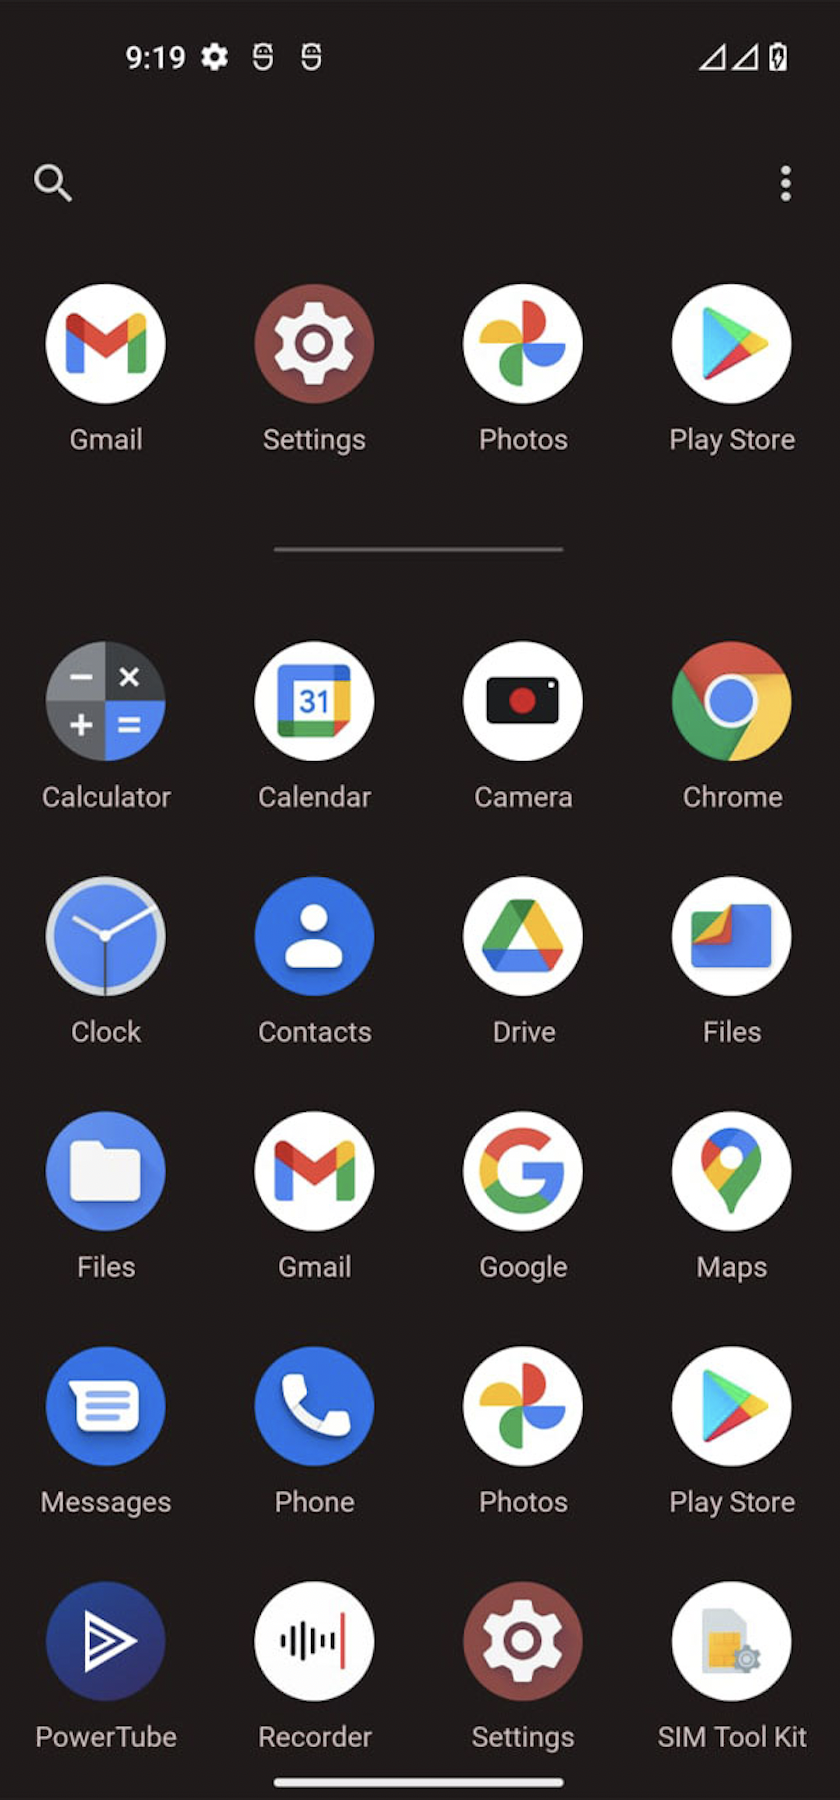 9:19
Gmail Settings Photos Play Store
31
Calculator Calendar Camera Chrome
Clock Contacts Drive Files
Files Gmail Google Maps
Messages Phone Photos Play Store
PowerTube Recorder Settings SIM Tool Kit